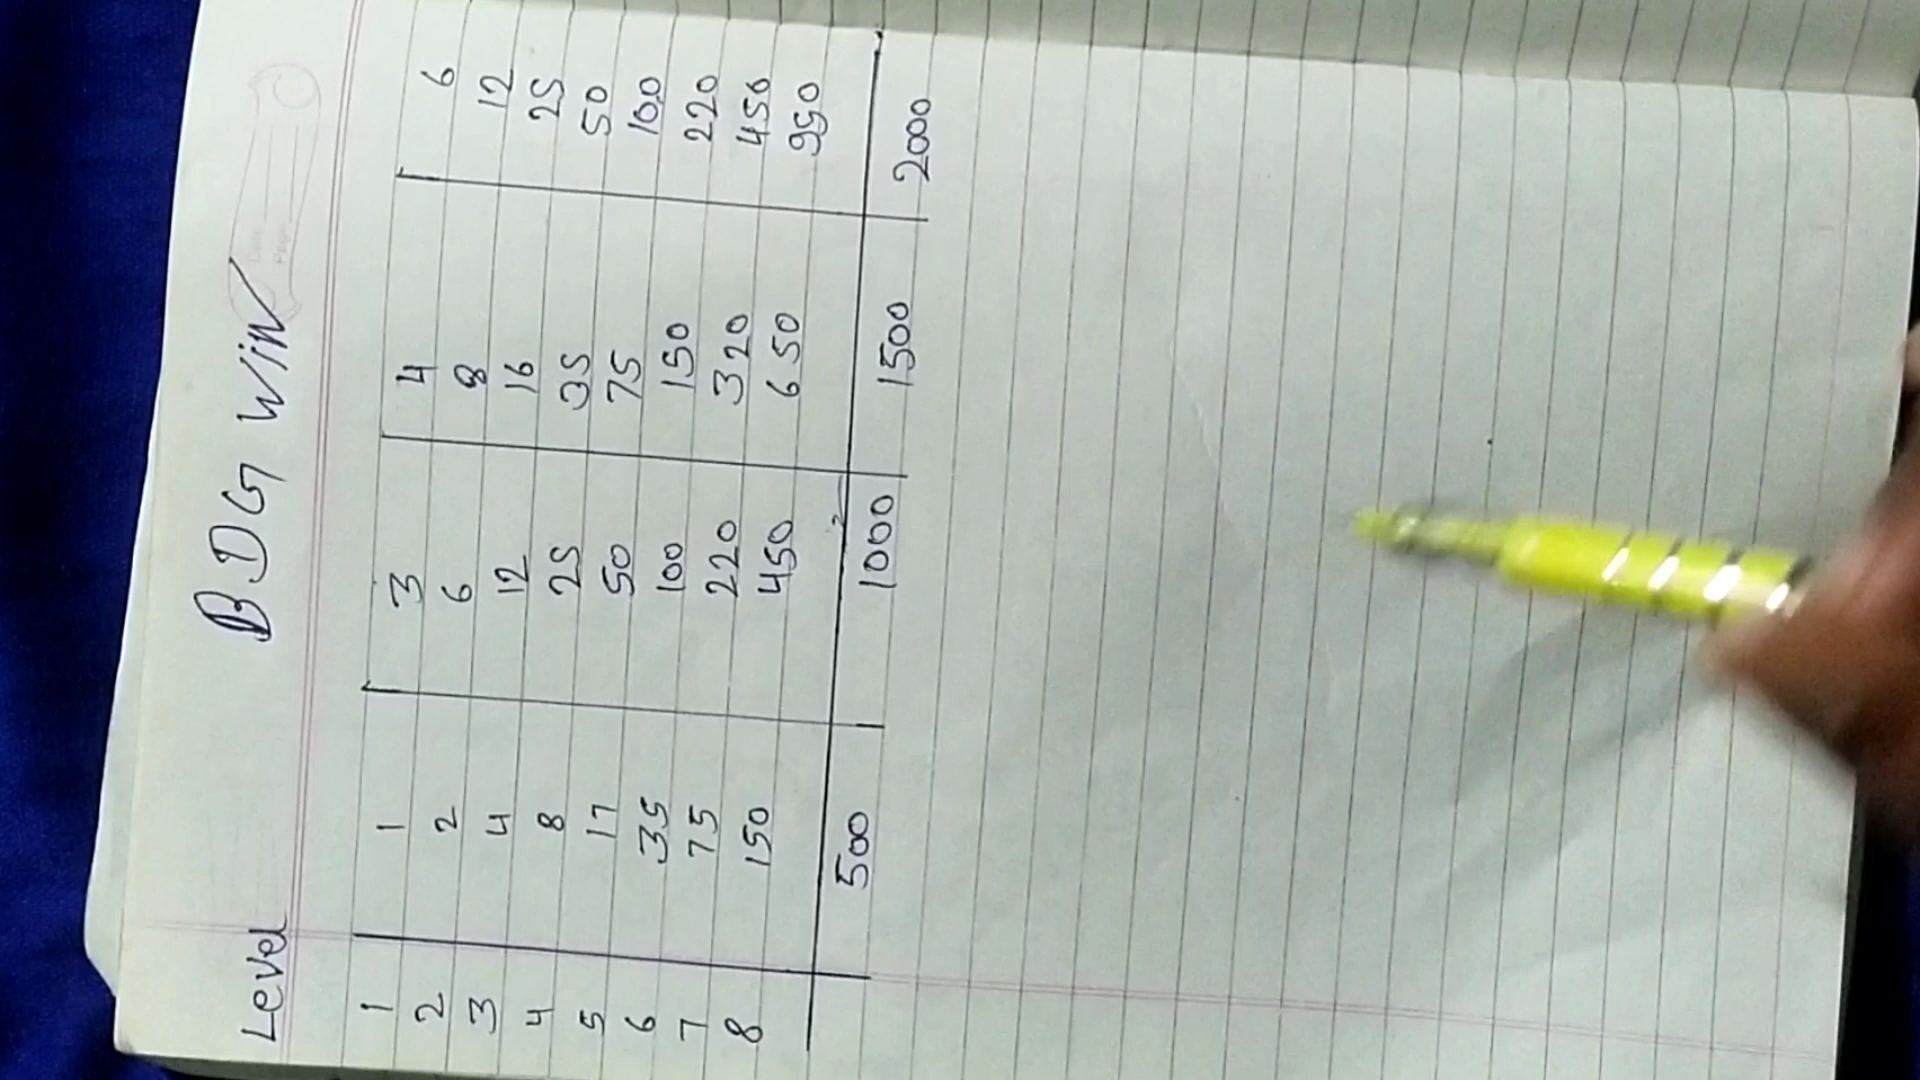 B.DG WiN
Level
1 1 3 4 6
2 2 6 8 12
3 4 12 16 25
4 8 25 35 50
5 17 50 75 100
6 35 100 150 220
7 75 220 320 450
8 150 450 650 950
500 1000 1500 2000